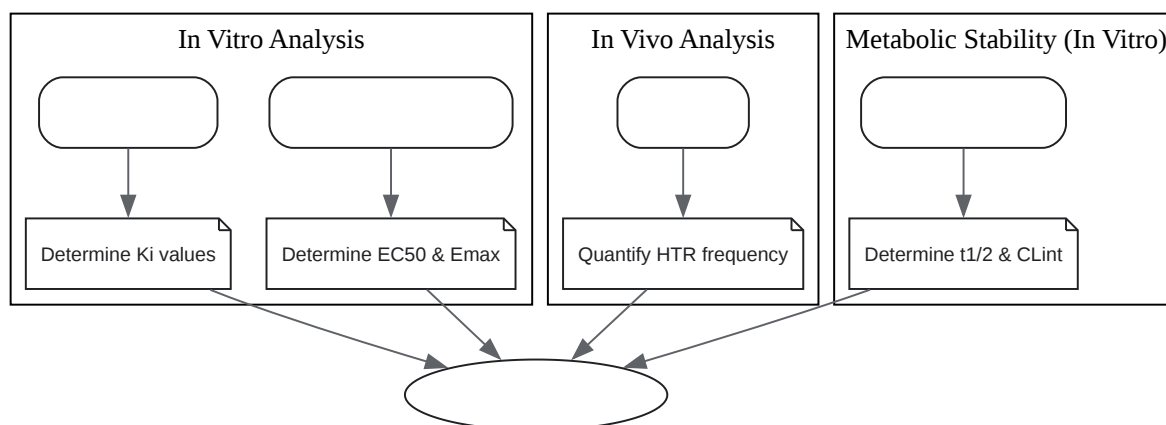 In Vitro Analysis
In Vivo Analysis
Metabolic Stability (In Vitro)
Determine Ki values
Determine EC50 & Emax
Quantify HTR frequency
Determine t1/2 & CLint